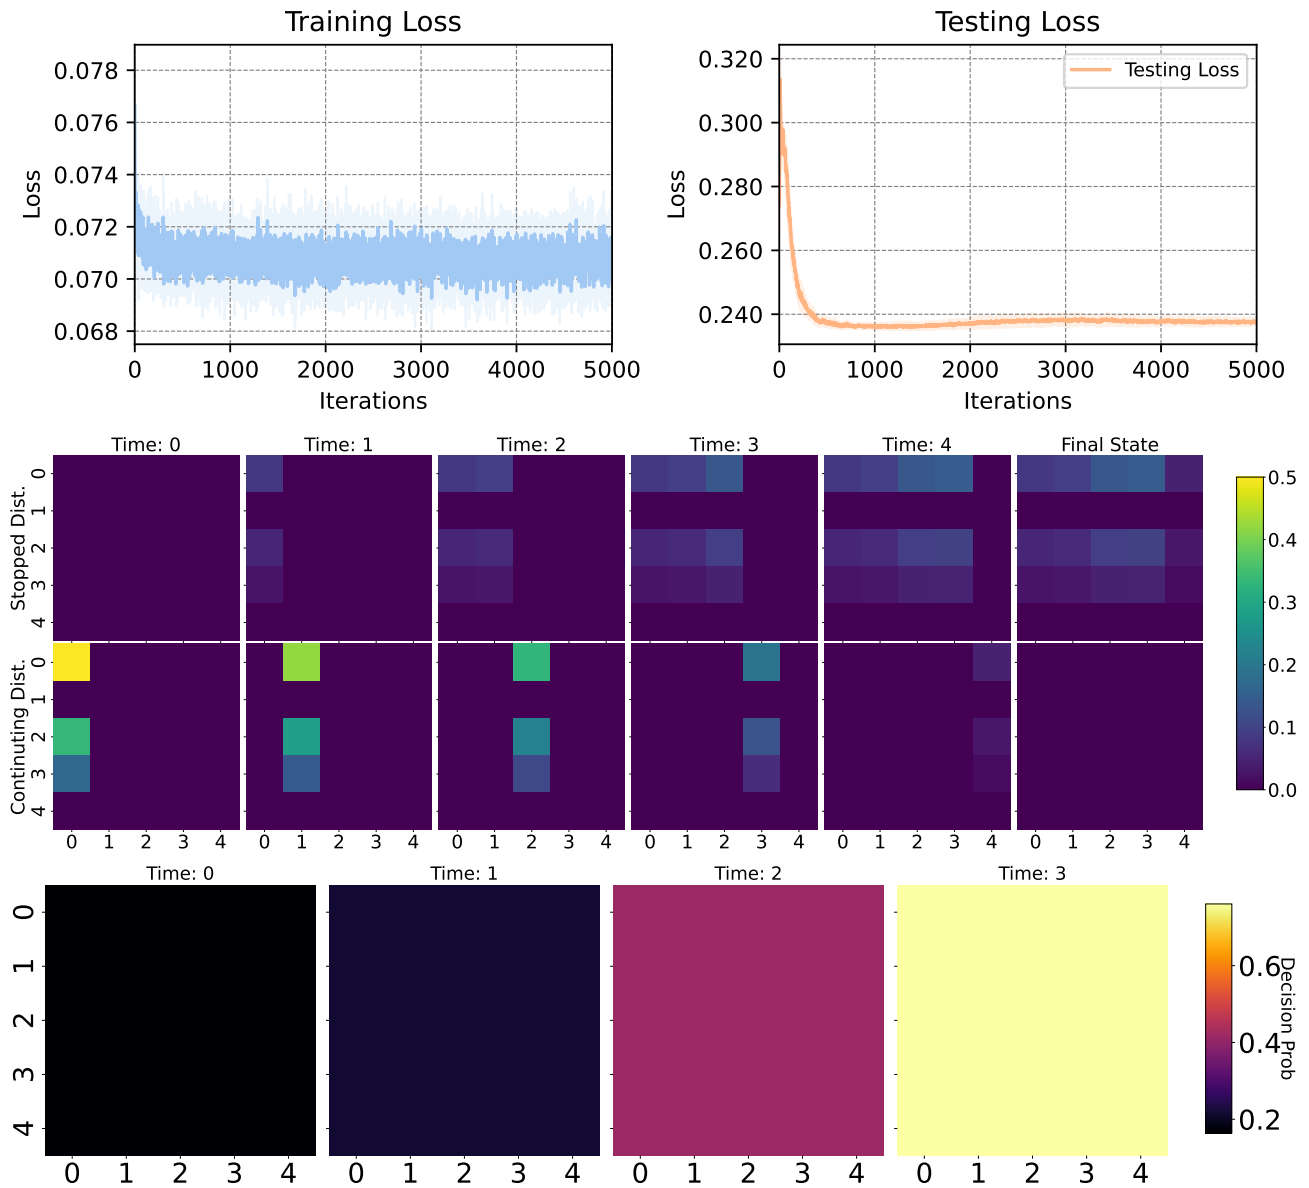 Training Loss
Testing Loss
0.078
0.076
0.074
0.072
0.070
0.068
Loss
0 1000 2000 3000 4000 5000
Iterations
0.320
0.300
0.280
0.260
0.240
Loss
Testing Loss
0 1000 2000 3000 4000 5000
Iterations
Time: 0 Time: 1 Time: 2 Time: 3 Time: 4 Final State
Stopped Dist.
0
1
2
3
4
Continuting Dist.
0
1
2
3
4
0 1 2 3 4 0 1 2 3 4 0 1 2 3 4 0 1 2 3 4 0 1 2 3 4 0 1 2 3 4
0.5
0.4
0.3
0.2
0.1
0.0
Time: 0 Time: 1 Time: 2 Time: 3
0
1
2
3
4
0 1 2 3 4 0 1 2 3 4 0 1 2 3 4 0 1 2 3 4
0.6
0.4
0.2
Decision Prob